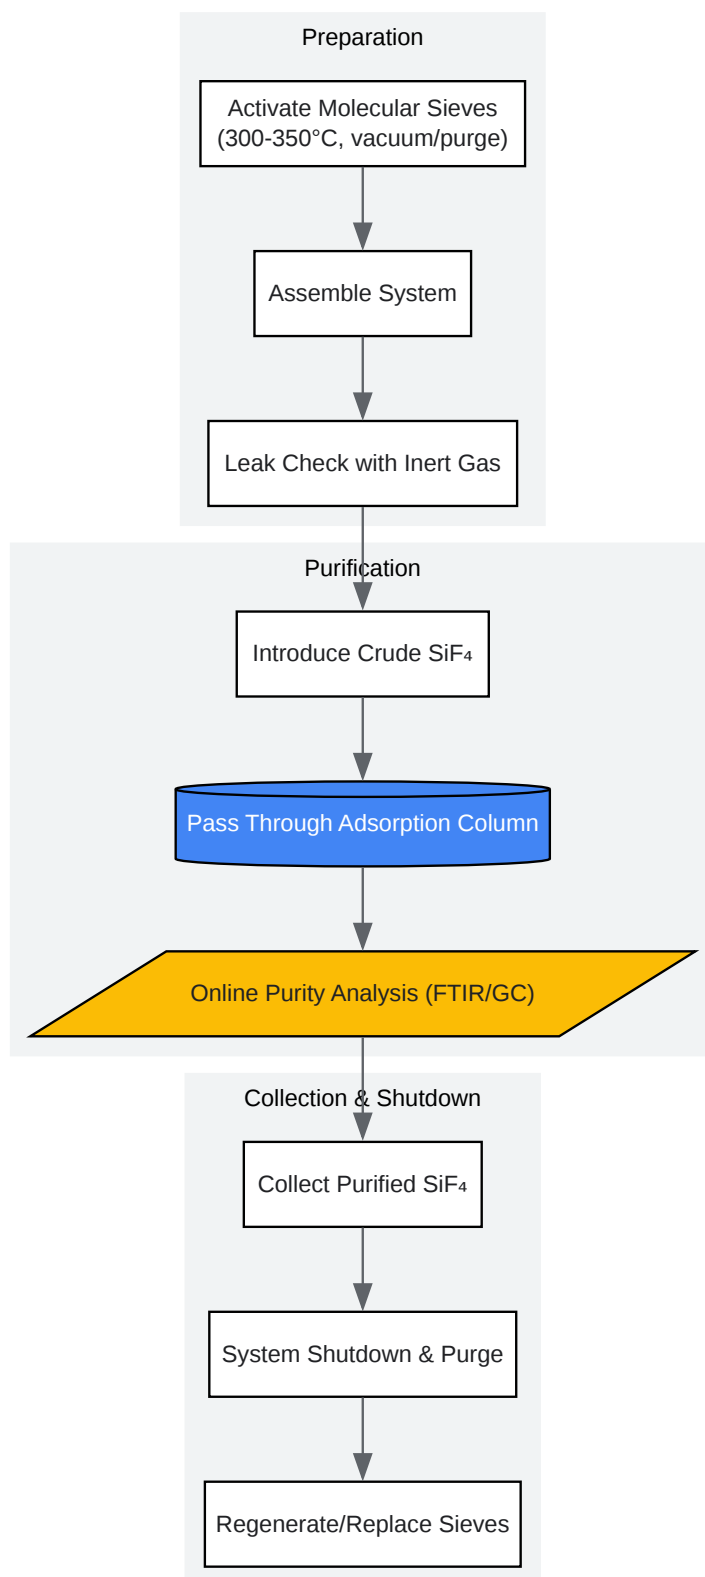 Preparation
Activate Molecular Sieves
(300-350°C, vacuum/purge)
Assemble System
Leak Check with Inert Gas
Purification
Introduce Crude SiF₄
Pass Through Adsorption Column
Online Purity Analysis (FTIR/GC)
Collection & Shutdown
Collect Purified SiF₄
System Shutdown & Purge
Regenerate/Replace Sieves